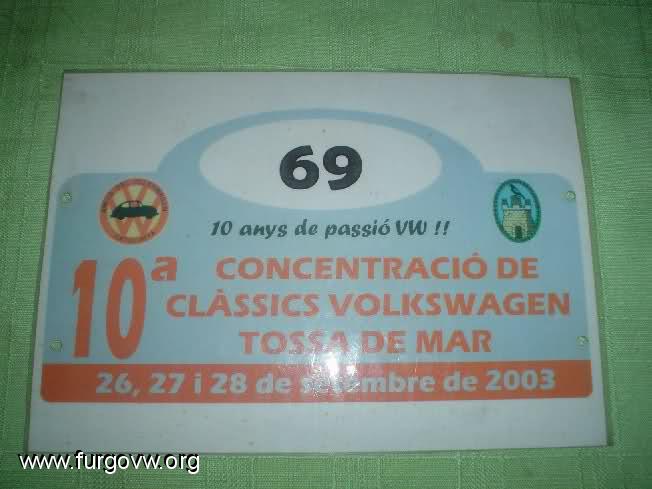 69
10 anys de passió VW !!
10ª CONCENTRACIÓ DE
CLÀSSICS VOLKSWAGEN
TOSSA DE MAR
26, 27 i 28 de setembre de 2003
www.furgovw.org